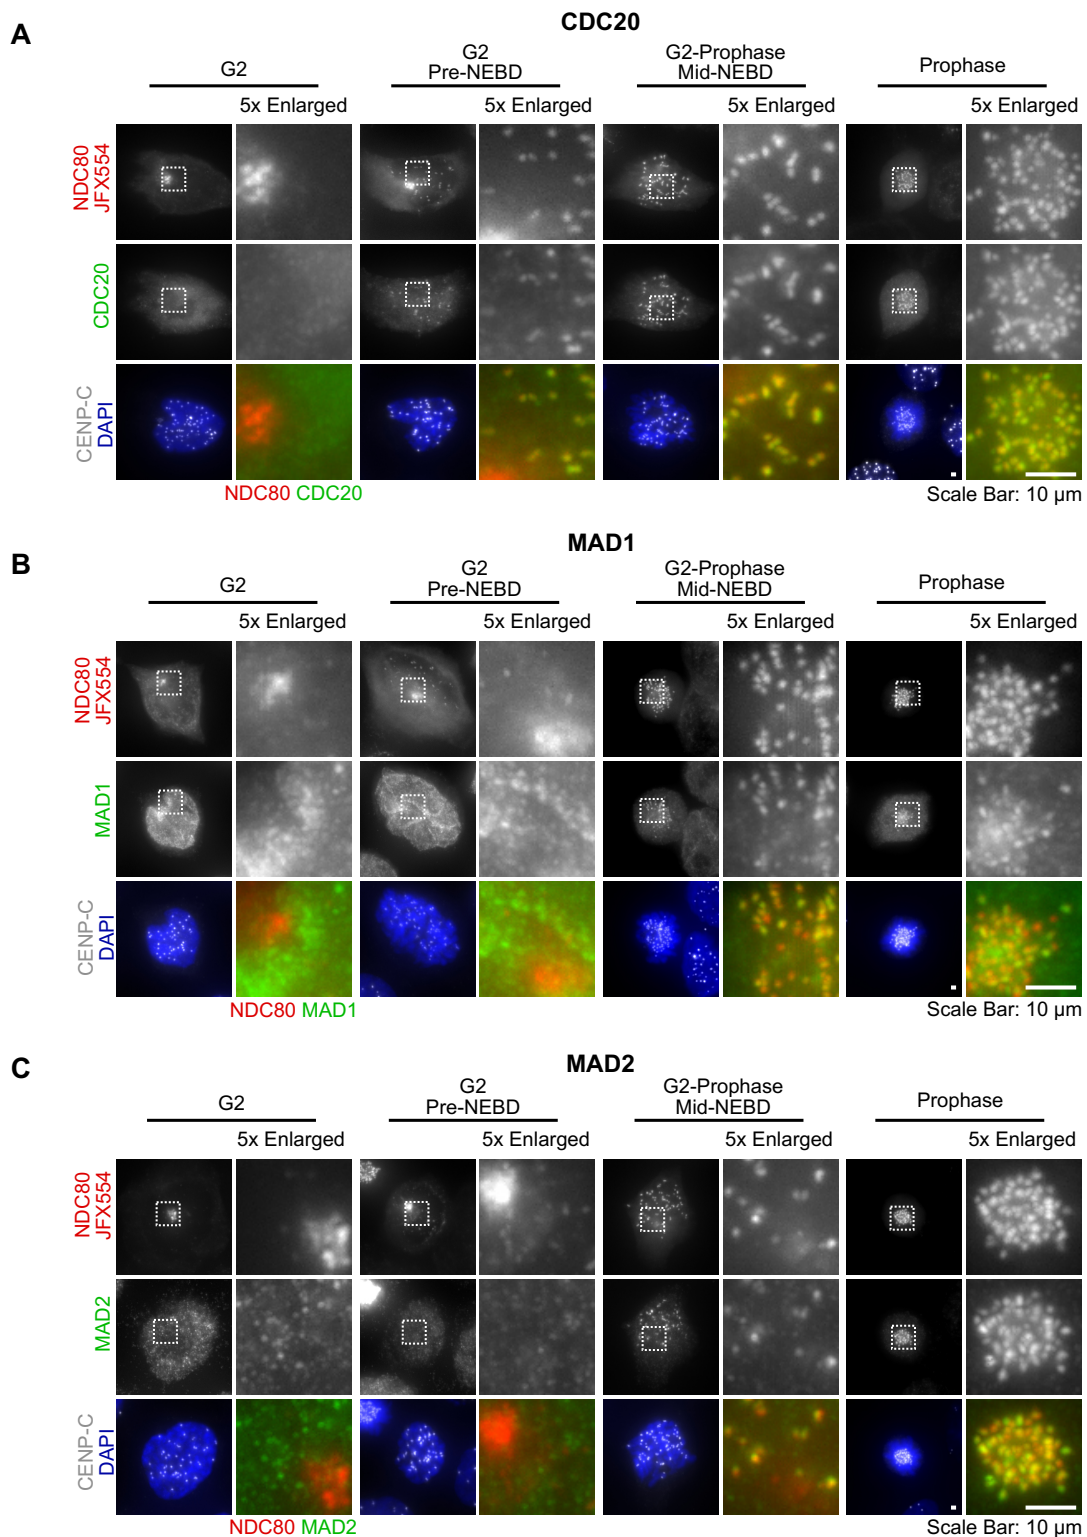 A
CDC20
G2
G2
Pre-NEBD
G2-Prophase
Mid-NEBD
Prophase
5x Enlarged
5x Enlarged
5x Enlarged
5x Enlarged
NDC80
JFX554
CDC20
CENP-C
DAPI
NDC80 CDC20
Scale Bar: 10 µm
B
MAD1
G2
G2
Pre-NEBD
G2-Prophase
Mid-NEBD
Prophase
5x Enlarged
5x Enlarged
5x Enlarged
5x Enlarged
NDC80
JFX554
MAD1
CENP-C
DAPI
NDC80 MAD1
Scale Bar: 10 µm
C
MAD2
G2
G2
Pre-NEBD
G2-Prophase
Mid-NEBD
Prophase
5x Enlarged
5x Enlarged
5x Enlarged
5x Enlarged
NDC80
JFX554
MAD2
CENP-C
DAPI
NDC80 MAD2
Scale Bar: 10 µm